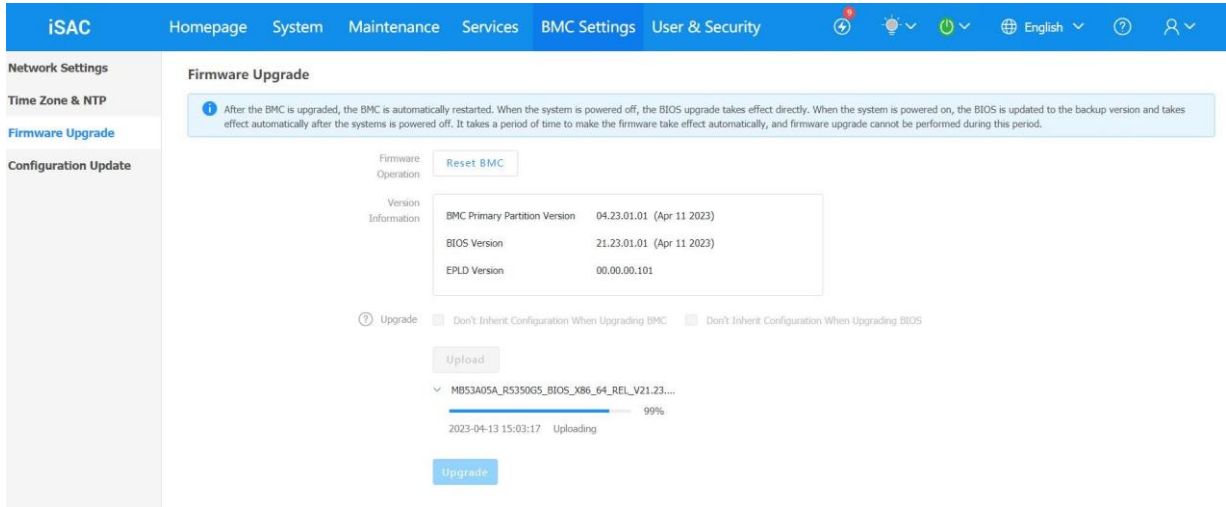 iSAC
Homepage System Maintenance Services BMC Settings User & Security 9 English ?
Network Settings
Time Zone & NTP
Firmware Upgrade
Configuration Update
Firmware Upgrade
i After the BMC is upgraded, the BMC is automatically restarted. When the system is powered off, the BIOS upgrade takes effect directly. When the system is powered on, the BIOS is updated to the backup version and takes
effect automatically after the systems is powered off. It takes a period of time to make the firmware take effect automatically, and firmware upgrade cannot be performed during this period.
Firmware
Operation
Reset BMC
Version
Information
BMC Primary Partition Version 04.23.01.01 (Apr 11 2023)
BIOS Version 21.23.01.01 (Apr 11 2023)
EPLD Version 00.00.00.101
? Upgrade Don't Inherit Configuration When Upgrading BMC Don't Inherit Configuration When Upgrading BIOS
Upload
MB53A05A_R5350G5_BIOS_X86_64_REL_V21.23....
99%
2023-04-13 15:03:17 Uploading
Upgrade